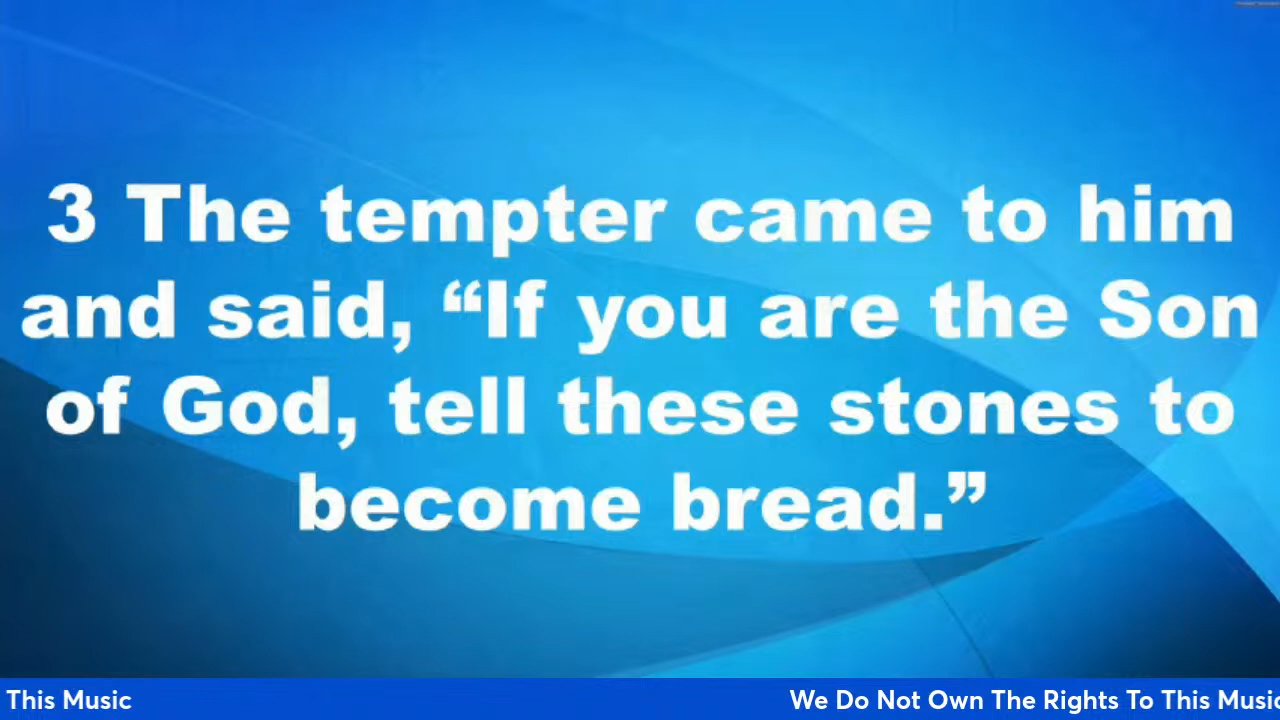 3 The tempter came to him
and said, “If you are the Son
of God, tell these stones to
become bread.”
This Music
We Do Not Own The Rights To This Music